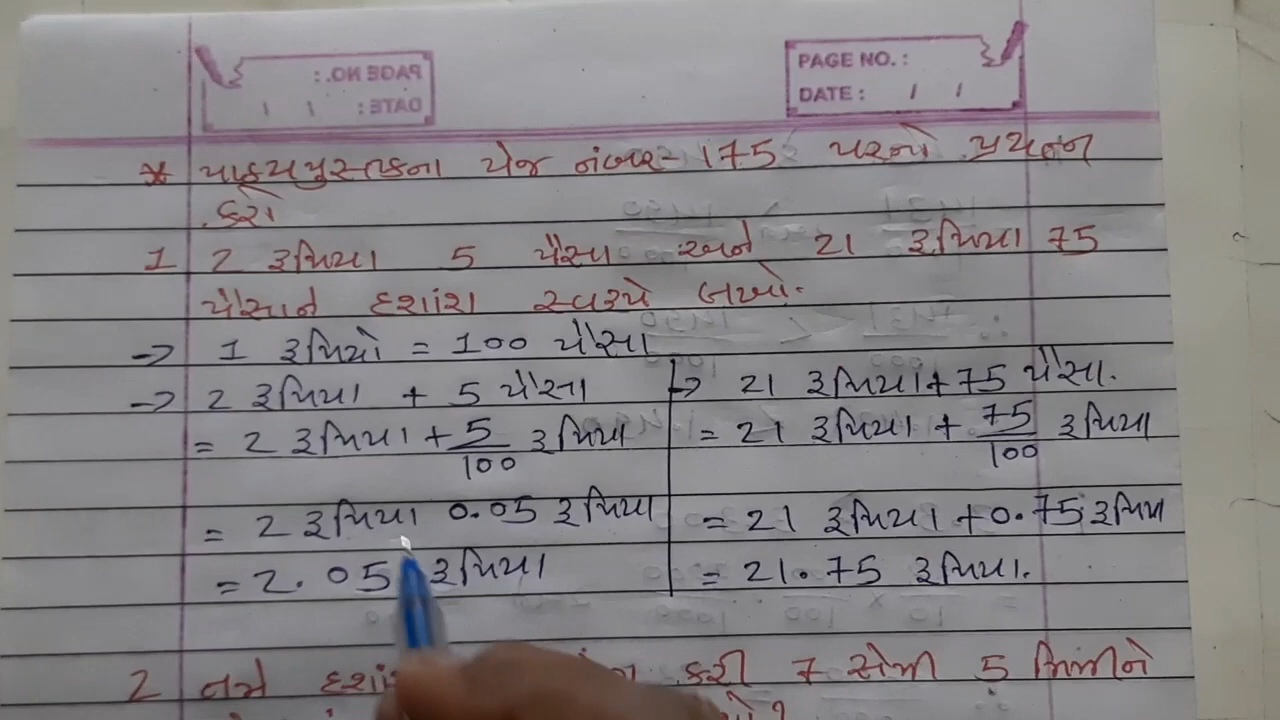 PAGE NO. :
DATE : / /
* પાઠ્યપુસ્તકના પેજ નંબર - 175 પરનો પ્રયત્ન
કરો
1 2 રૂપિયા 5 પૈસા અને 21 રૂપિયા 75
પૈસાને દશાંશ સ્વરૂપે લખો.
→ 1 રૂપિયો = 100 પૈસા
→ 2 રૂપિયા + 5 પૈસા
= 2 રૂપિયા + 5/100 રૂપિયા
= 2 રૂપિયા 0.05 રૂપિયા
= 2.05 રૂપિયા
→ 21 રૂપિયા + 75 પૈસા.
= 21 રૂપિયા + 75/100 રૂપિયા
= 21 રૂપિયા + 0.75 રૂપિયા
= 21.75 રૂપિયા.
2 તમે કરી 7 સેમી 5 મિમીને